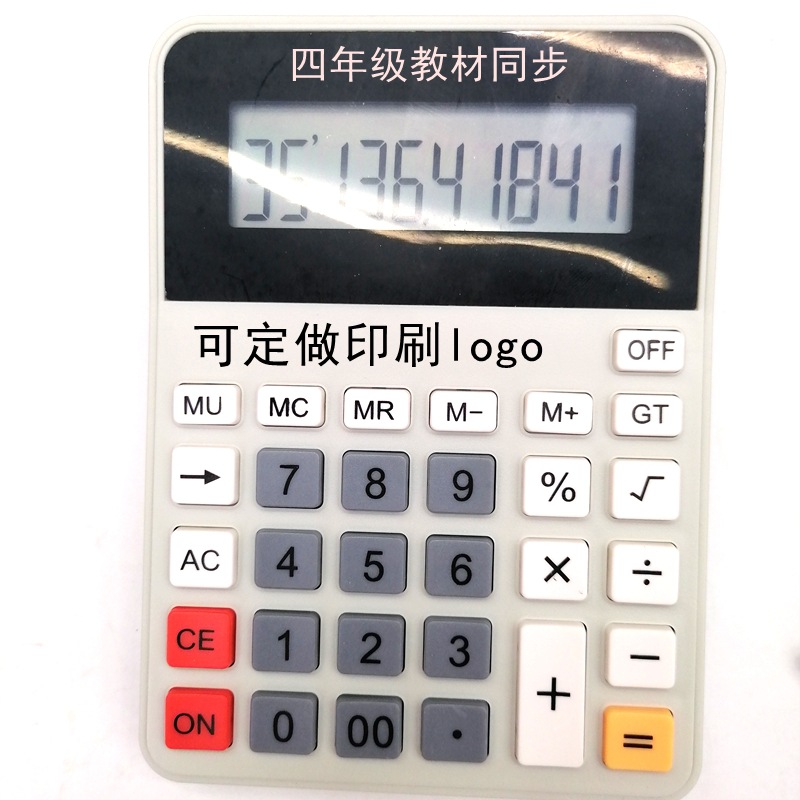 四年级教材同步
35'13641841
可定做印刷logo
OFF
MU MC MR M− M+ GT
→ 7 8 9 % √
AC 4 5 6 × ÷
CE 1 2 3 + −
ON 0 00 · =